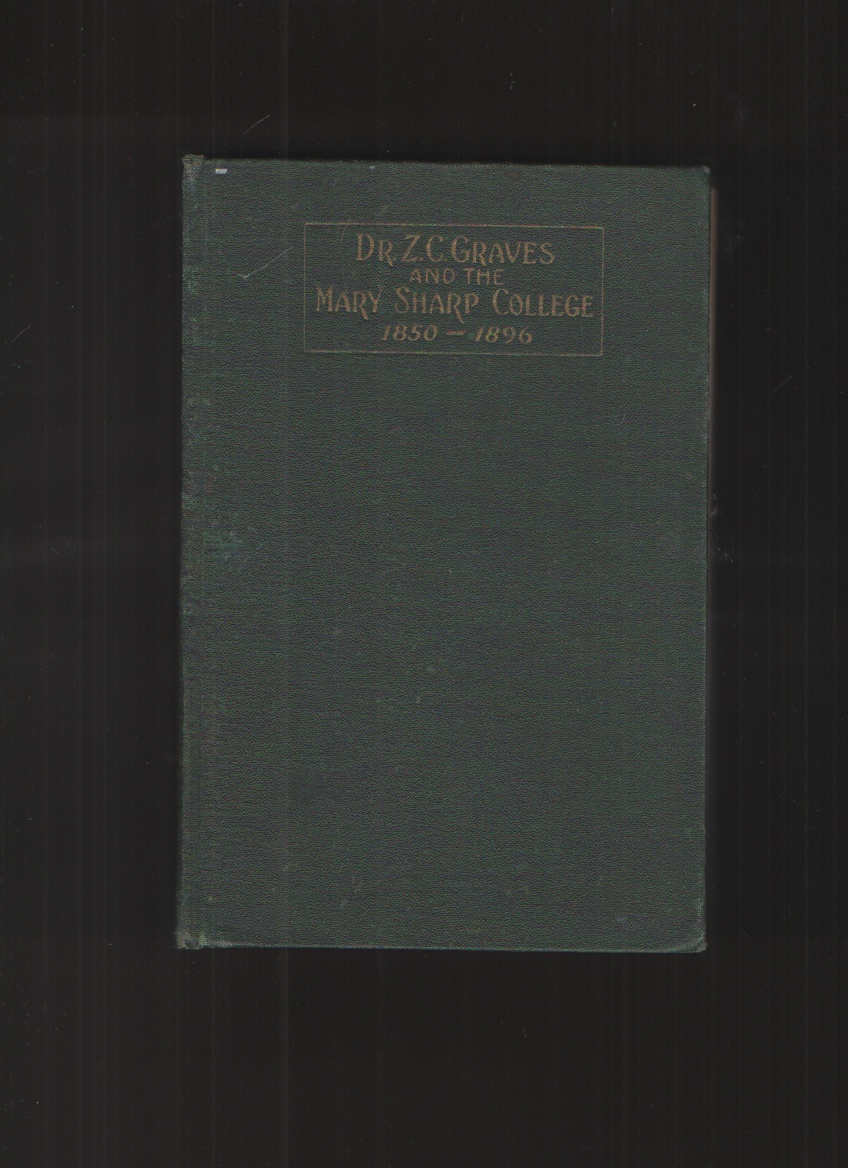 DR. Z. C. GRAVES
AND THE
MARY SHARP COLLEGE
1850 – 1896